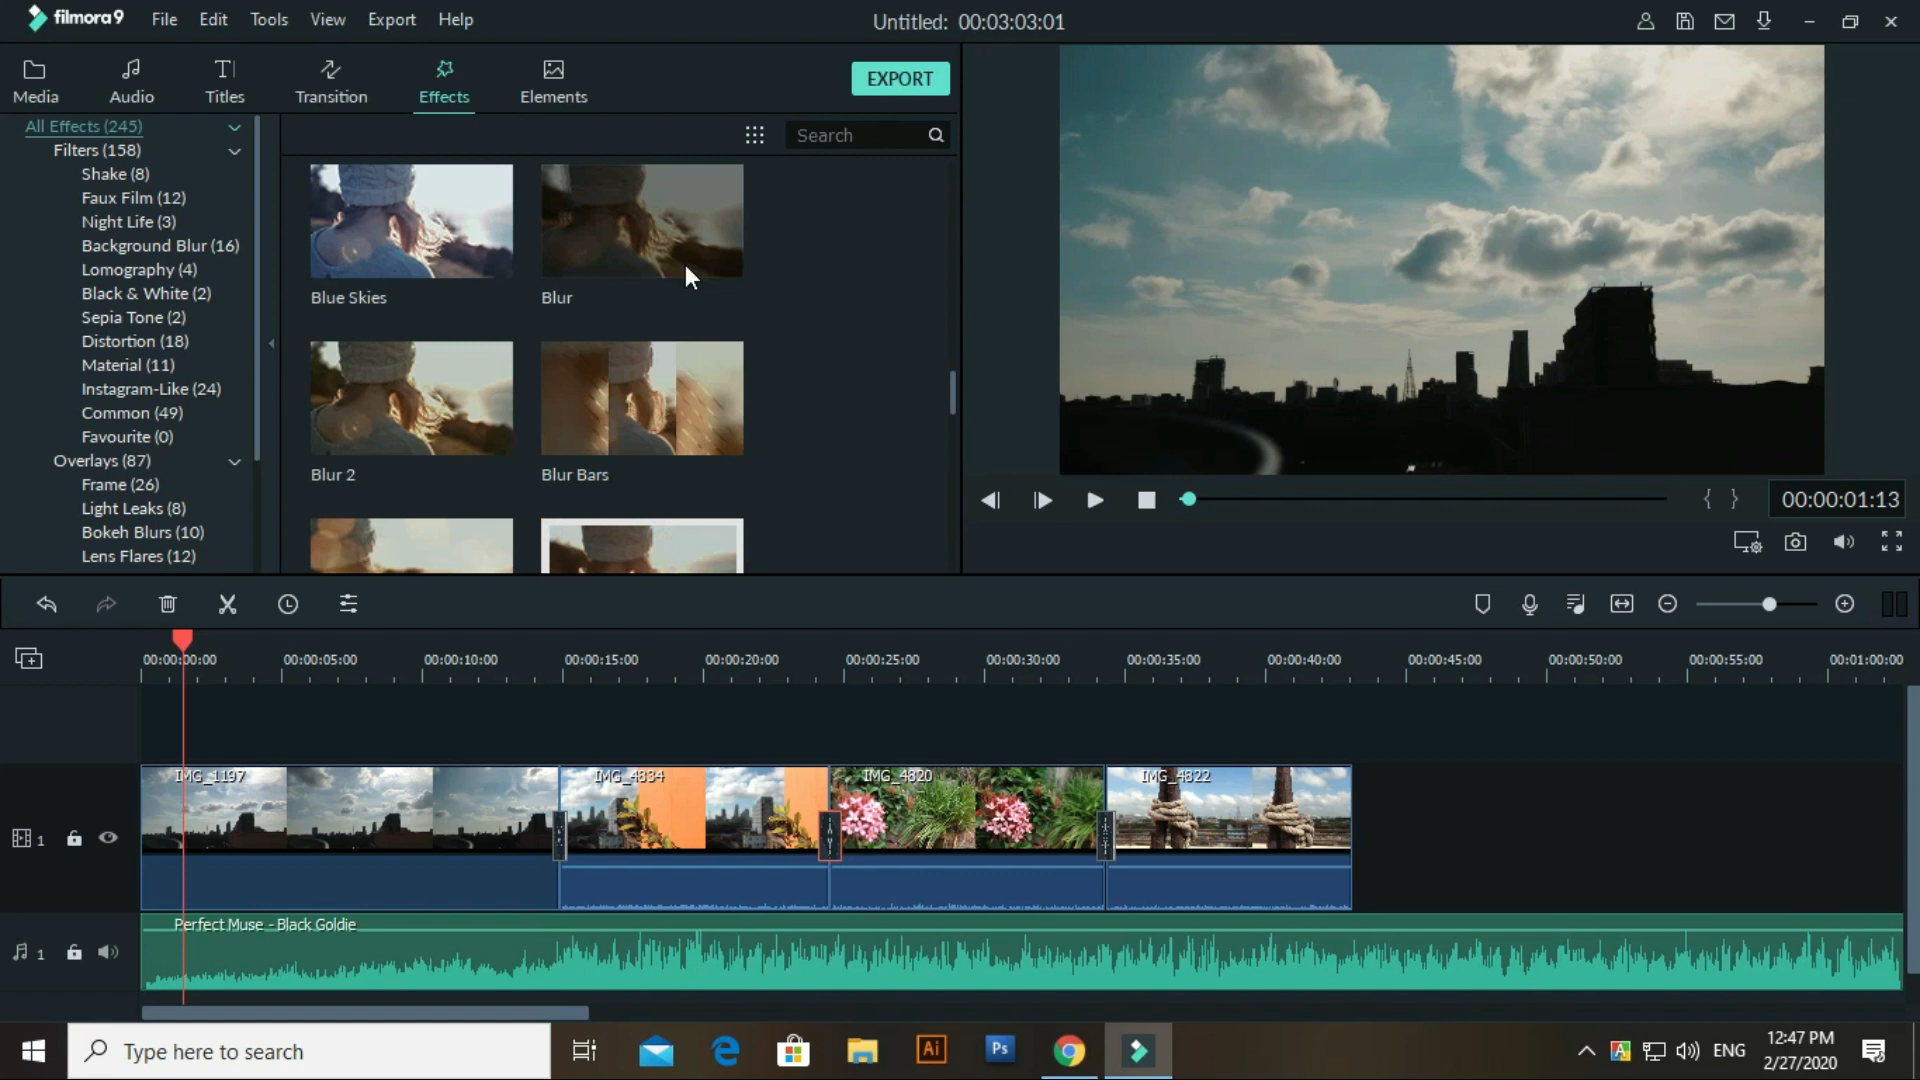 filmora9 File Edit Tools View Export Help Untitled: 00:03:03:01
Media Audio Titles Transition Effects Elements EXPORT
All Effects (245)
Filters (158)
Shake (8)
Faux Film (12)
Night Life (3)
Background Blur (16)
Lomography (4)
Black & White (2)
Sepia Tone (2)
Distortion (18)
Material (11)
Instagram-Like (24)
Common (49)
Favourite (0)
Overlays (87)
Frame (26)
Light Leaks (8)
Bokeh Blurs (10)
Lens Flares (12)
Search
Blue Skies Blur
Blur 2 Blur Bars
{ } 00:00:01:13
00:00:00:00 00:00:05:00 00:00:10:00 00:00:15:00 00:00:20:00 00:00:25:00 00:00:30:00 00:00:35:00 00:00:40:00 00:00:45:00 00:00:50:00 00:00:55:00 00:01:00:00
IMG_1197 IMG_4834 IMG_4820 IMG_4822
1
Perfect Muse - Black Goldie
1
Type here to search
Ai Ps
A ENG
12:47 PM
2/27/2020